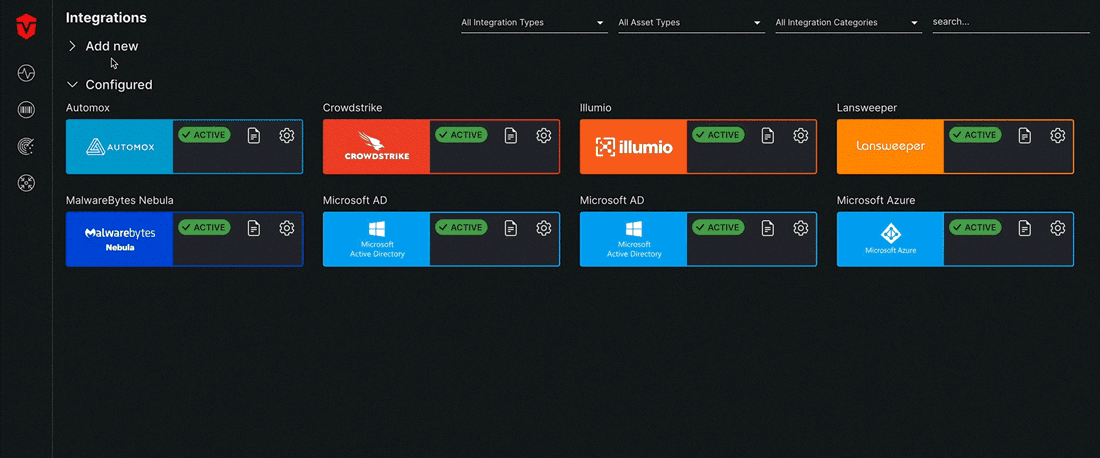 Integrations
All Integration Types
All Asset Types
All Integration Categories
search...
Add new
Configured
Automox
Crowdstrike
Illumio
Lansweeper
AUTOMOX
ACTIVE
CROWDSTRIKE
ACTIVE
illumio
ACTIVE
Lansweeper
ACTIVE
MalwareBytes Nebula
Microsoft AD
Microsoft AD
Microsoft Azure
Malwarebytes
Nebula
ACTIVE
Microsoft
Active Directory
ACTIVE
Microsoft
Active Directory
ACTIVE
Microsoft Azure
ACTIVE